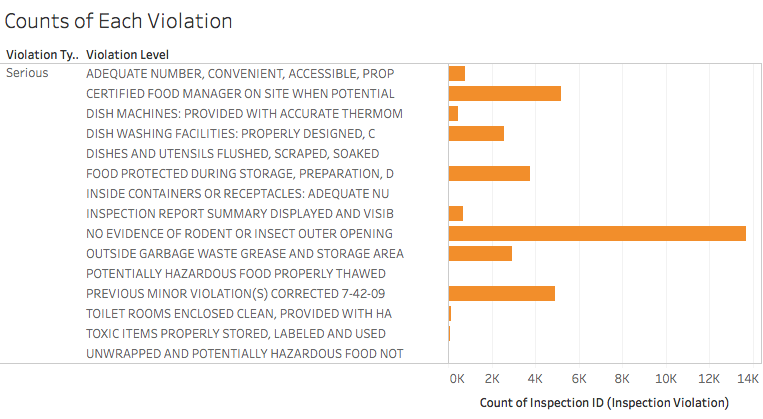 Counts of Each Violation
Violation Ty.. Violation Level
Serious ADEQUATE NUMBER, CONVENIENT, ACCESSIBLE, PROP
CERTIFIED FOOD MANAGER ON SITE WHEN POTENTIAL
DISH MACHINES: PROVIDED WITH ACCURATE THERMOM
DISH WASHING FACILITIES: PROPERLY DESIGNED, C
DISHES AND UTENSILS FLUSHED, SCRAPED, SOAKED
FOOD PROTECTED DURING STORAGE, PREPARATION, D
INSIDE CONTAINERS OR RECEPTACLES: ADEQUATE NU
INSPECTION REPORT SUMMARY DISPLAYED AND VISIB
NO EVIDENCE OF RODENT OR INSECT OUTER OPENING
OUTSIDE GARBAGE WASTE GREASE AND STORAGE AREA
POTENTIALLY HAZARDOUS FOOD PROPERLY THAWED
PREVIOUS MINOR VIOLATION(S) CORRECTED 7-42-09
TOILET ROOMS ENCLOSED CLEAN, PROVIDED WITH HA
TOXIC ITEMS PROPERLY STORED, LABELED AND USED
UNWRAPPED AND POTENTIALLY HAZARDOUS FOOD NOT
0K 2K 4K 6K 8K 10K 12K 14K
Count of Inspection ID (Inspection Violation)